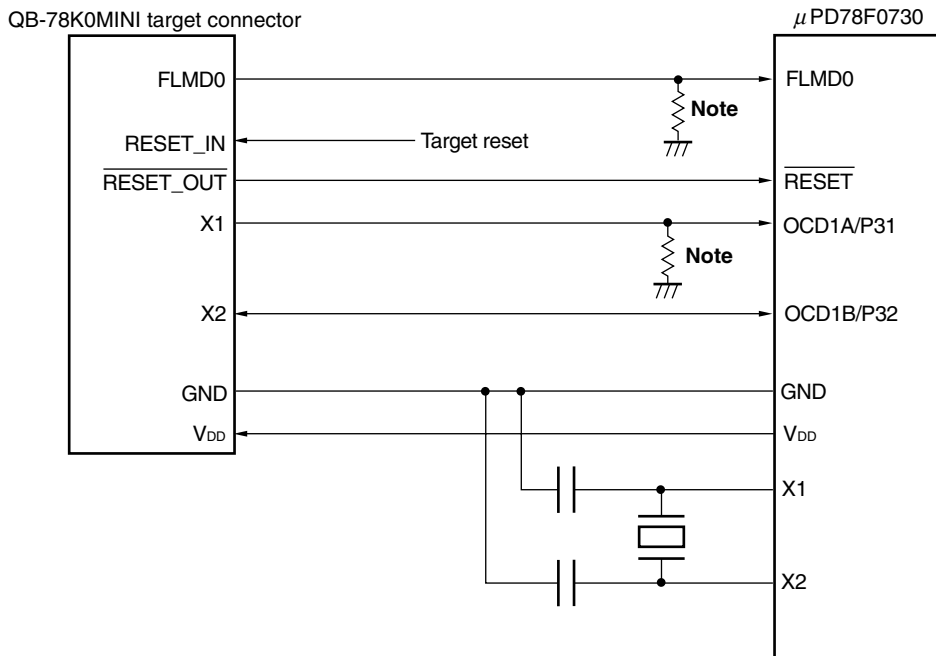 QB-78K0MINI target connector
μPD78F0730
FLMD0
FLMD0
Note
RESET_IN
Target reset
RESET_OUT
RESET
X1
OCD1A/P31
Note
X2
OCD1B/P32
GND
GND
VDD
VDD
X1
X2